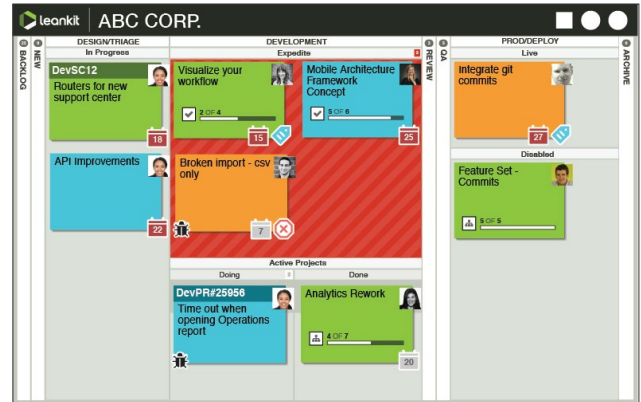 leankit ABC CORP.
BACKLOG
NEW
DESIGN/TRIAGE
In Progress
DevSC12
Routers for new
support center
18
API Improvements
22
DEVELOPMENT
Expedite
Visualize your
workflow
2 OF 4
15
Mobile Architecture
Framework
Concept
5 OF 6
25
Broken import - csv
only
7
Active Projects
Doing
Done
DevPR#25956
Time out when
opening Operations
report
Analytics Rework
4 OF 7
20
REVIEW
QA
PROD/DEPLOY
Live
Integrate git
commits
27
Disabled
Feature Set -
Commits
5 OF 5
ARCHIVE